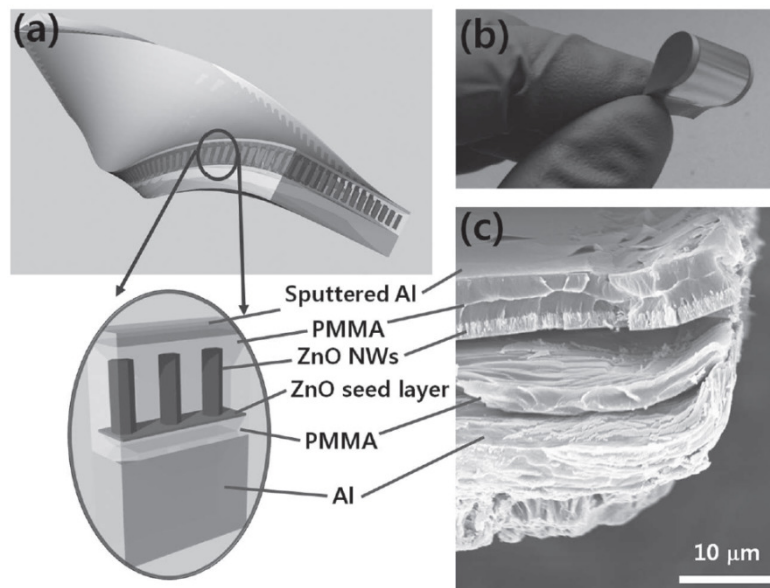 (a)
(b)
(c)
Sputtered Al
PMMA
ZnO NWs
ZnO seed layer
PMMA
Al
10 μm